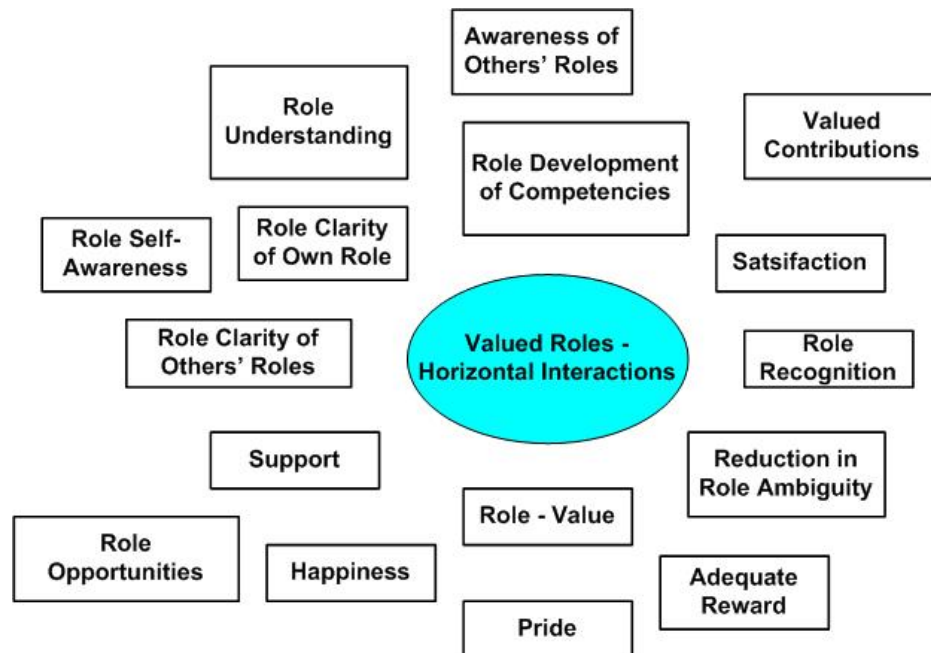 Awareness of
Others' Roles
Role
Understanding
Valued
Contributions
Role Development
of Competencies
Role Self-
Awareness
Role Clarity
of Own Role
Satsifaction
Role Clarity of
Others' Roles
Valued Roles -
Horizontal Interactions
Role
Recognition
Support
Reduction in
Role Ambiguity
Role - Value
Role
Opportunities
Happiness
Adequate
Reward
Pride